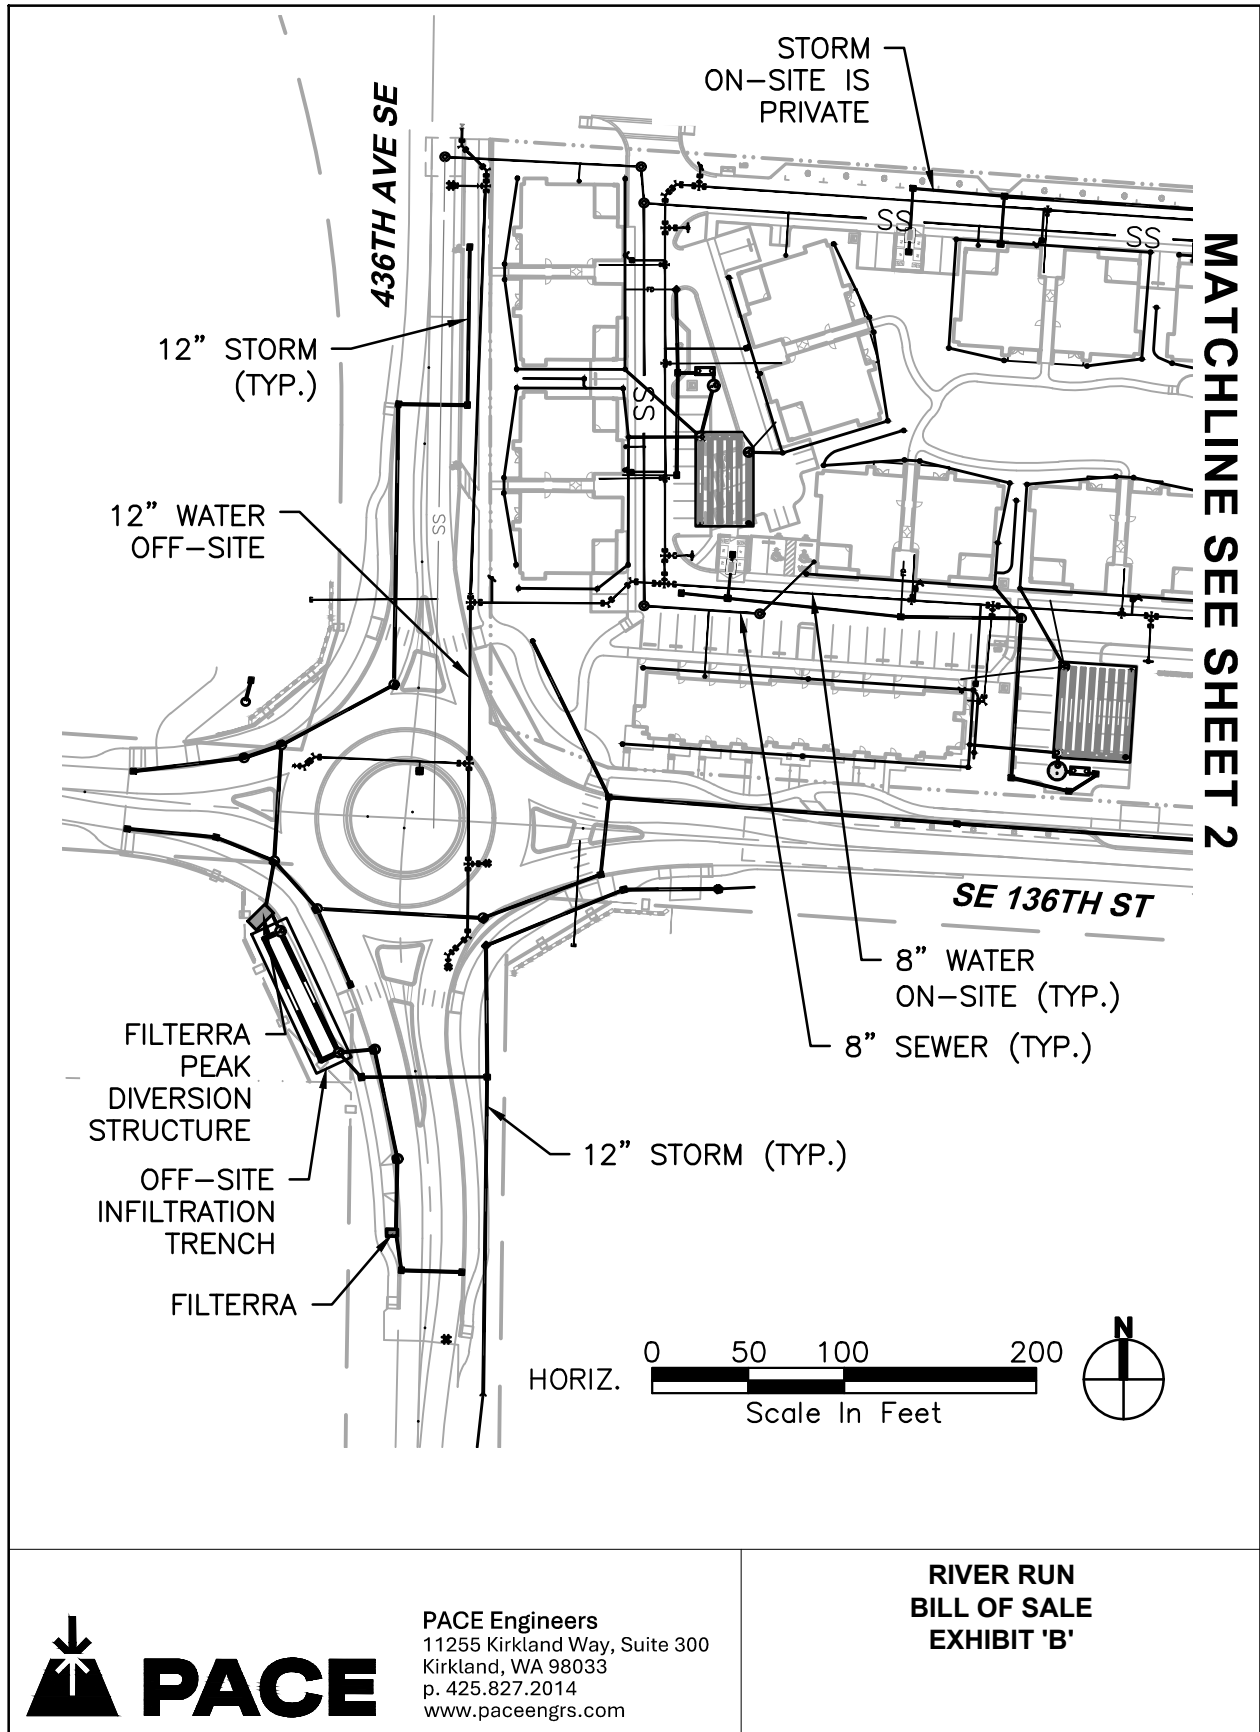 STORM
ON-SITE IS
PRIVATE
436TH AVE SE
SS
SS
MATCHLINE SEE SHEET 2
12" STORM
(TYP.)
SS
12" WATER
OFF-SITE
SS
SE 136TH ST
8" WATER
ON-SITE (TYP.)
8" SEWER (TYP.)
FILTERRA
PEAK
DIVERSION
STRUCTURE
12" STORM (TYP.)
OFF-SITE
INFILTRATION
TRENCH
FILTERRA
N
0 50 100 200
HORIZ.
Scale In Feet
RIVER RUN
BILL OF SALE
EXHIBIT 'B'
PACE
PACE Engineers
11255 Kirkland Way, Suite 300
Kirkland, WA 98033
p. 425.827.2014
www.paceengrs.com